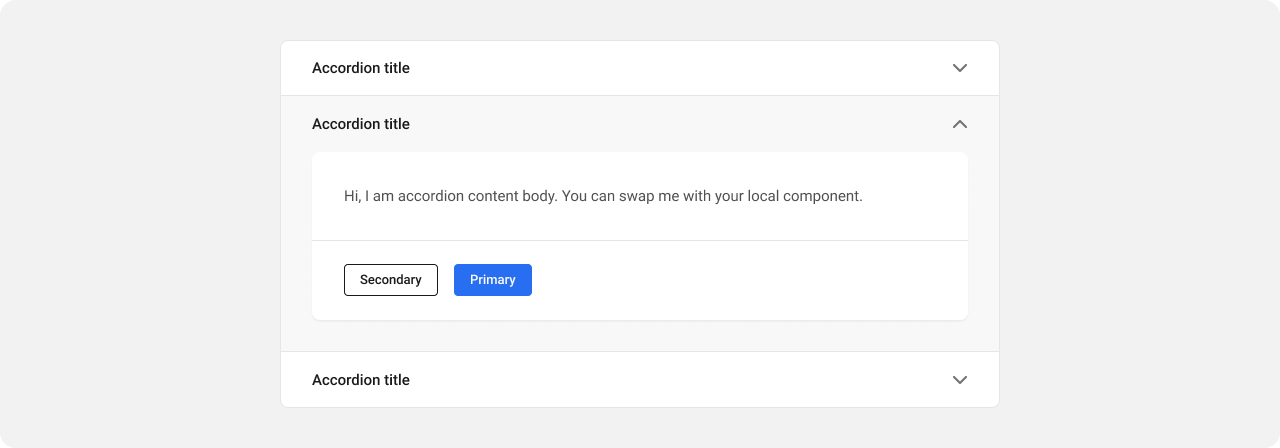 Accordion title
Accordion title
Hi, I am accordion content body. You can swap me with your local component.
Secondary Primary
Accordion title